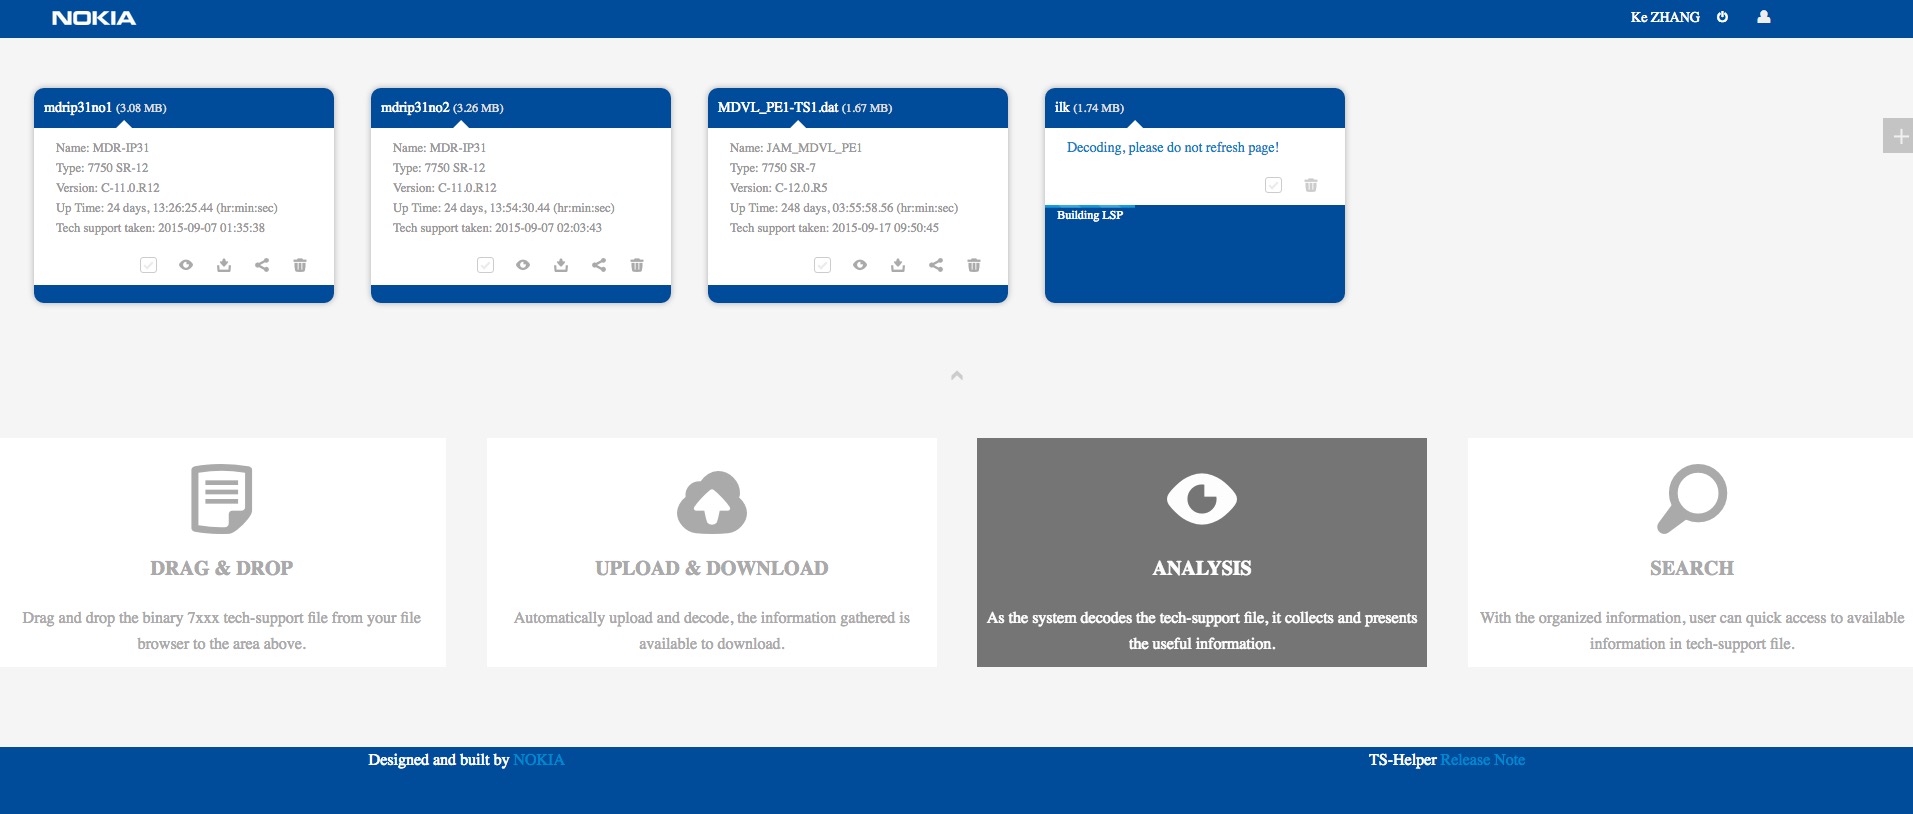 NOKIA
Ke ZHANG
mdrip31no1 (3.08 MB)
Name: MDR-IP31
Type: 7750 SR-12
Version: C-11.0.R12
Up Time: 24 days, 13:26:25.44 (hr:min:sec)
Tech support taken: 2015-09-07 01:35:38
mdrip31no2 (3.26 MB)
Name: MDR-IP31
Type: 7750 SR-12
Version: C-11.0.R12
Up Time: 24 days, 13:54:30.44 (hr:min:sec)
Tech support taken: 2015-09-07 02:03:43
MDVL_PE1-TS1.dat (1.67 MB)
Name: JAM_MDVL_PE1
Type: 7750 SR-7
Version: C-12.0.R5
Up Time: 248 days, 03:55:58.56 (hr:min:sec)
Tech support taken: 2015-09-17 09:50:45
ilk (1.74 MB)
Decoding, please do not refresh page!
Building LSP
DRAG & DROP
Drag and drop the binary 7xxx tech-support file from your file
browser to the area above.
UPLOAD & DOWNLOAD
Automatically upload and decode, the information gathered is
available to download.
ANALYSIS
As the system decodes the tech-support file, it collects and presents
the useful information.
SEARCH
With the organized information, user can quick access to available
information in tech-support file.
Designed and built by NOKIA
TS-Helper Release Note